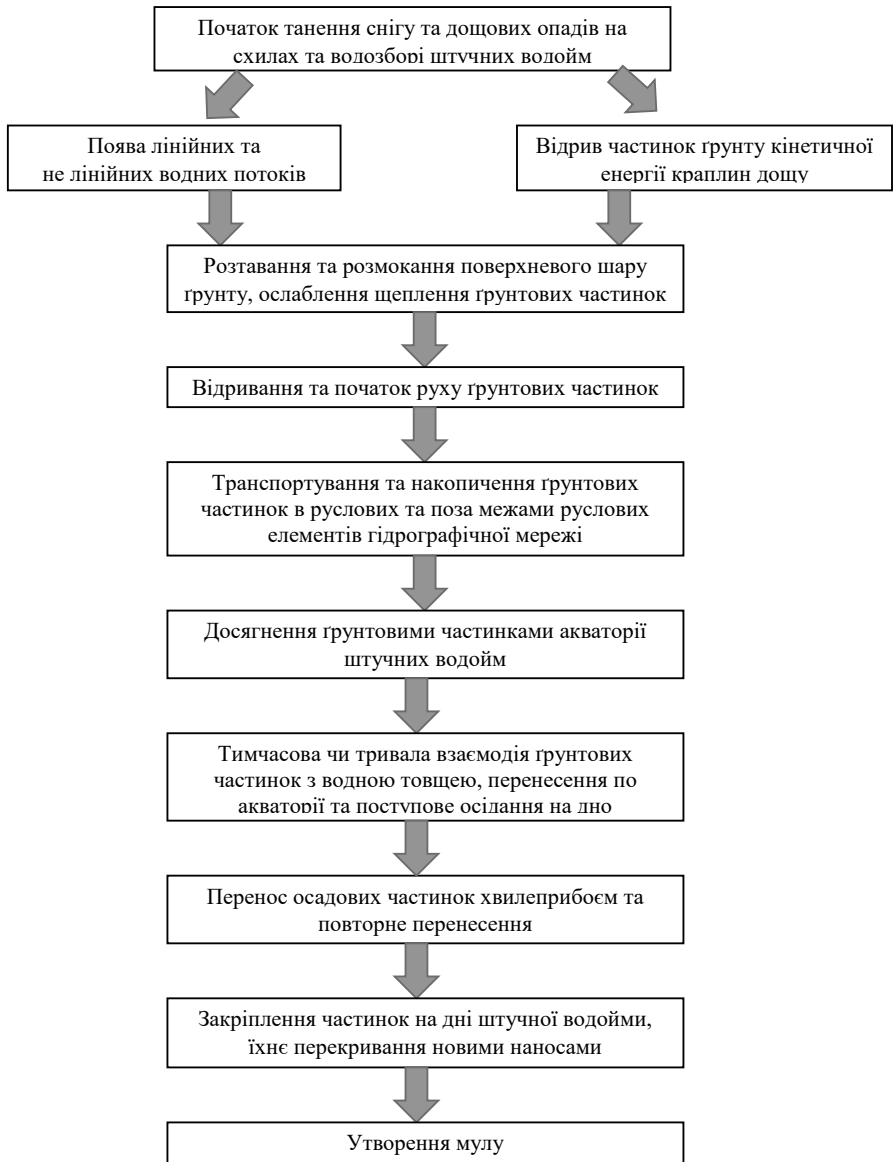 Початок танення снігу та дощових опадів на
схилах та водозборі штучних водойм
Поява лінійних та
не лінійних водних потоків
Відрив частинок ґрунту кінетичної
енергії краплин дощу
Розтавання та розмокання поверхневого шару
ґрунту, ослаблення щеплення ґрунтових частинок
Відривання та початок руху ґрунтових частинок
Транспортування та накопичення ґрунтових
частинок в руслових та поза межами руслових
елементів гідрографічної мережі
Досягнення ґрунтовими частинками акваторії
штучних водойм
Тимчасова чи тривала взаємодія ґрунтових
частинок з водною товщею, перенесення по
акваторії та поступове осідання на дно
Перенос осадових частинок хвилеприбоєм та
повторне перенесення
Закріплення частинок на дні штучної водойми,
їхнє перекривання новими наносами
Утворення мулу